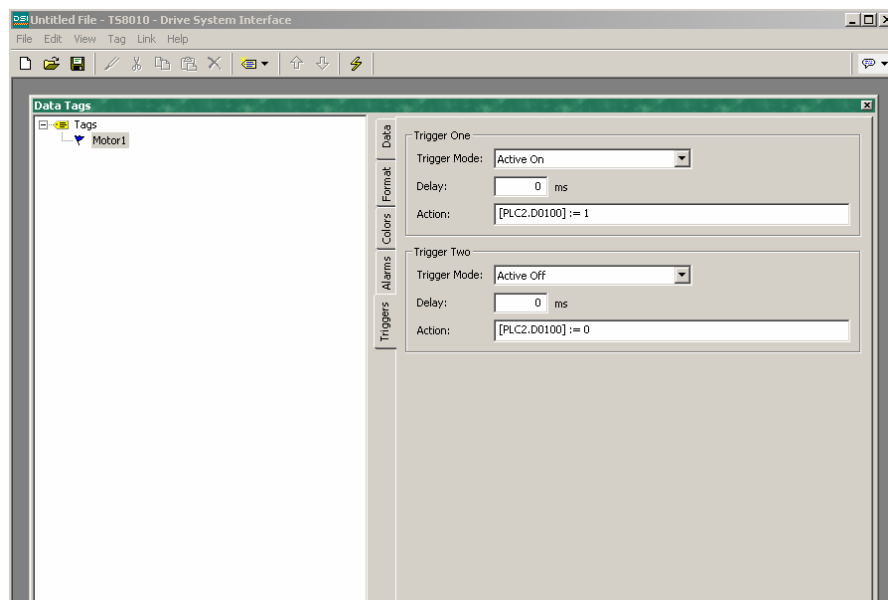 DSI Untitled File - TS8010 - Drive System Interface
File Edit View Tag Link Help
Data Tags
Tags
Motor1
Data
Format
Colors
Alarms
Triggers
Trigger One
Trigger Mode: Active On
Delay: 0 ms
Action: [PLC2.D0100] := 1
Trigger Two
Trigger Mode: Active Off
Delay: 0 ms
Action: [PLC2.D0100] := 0